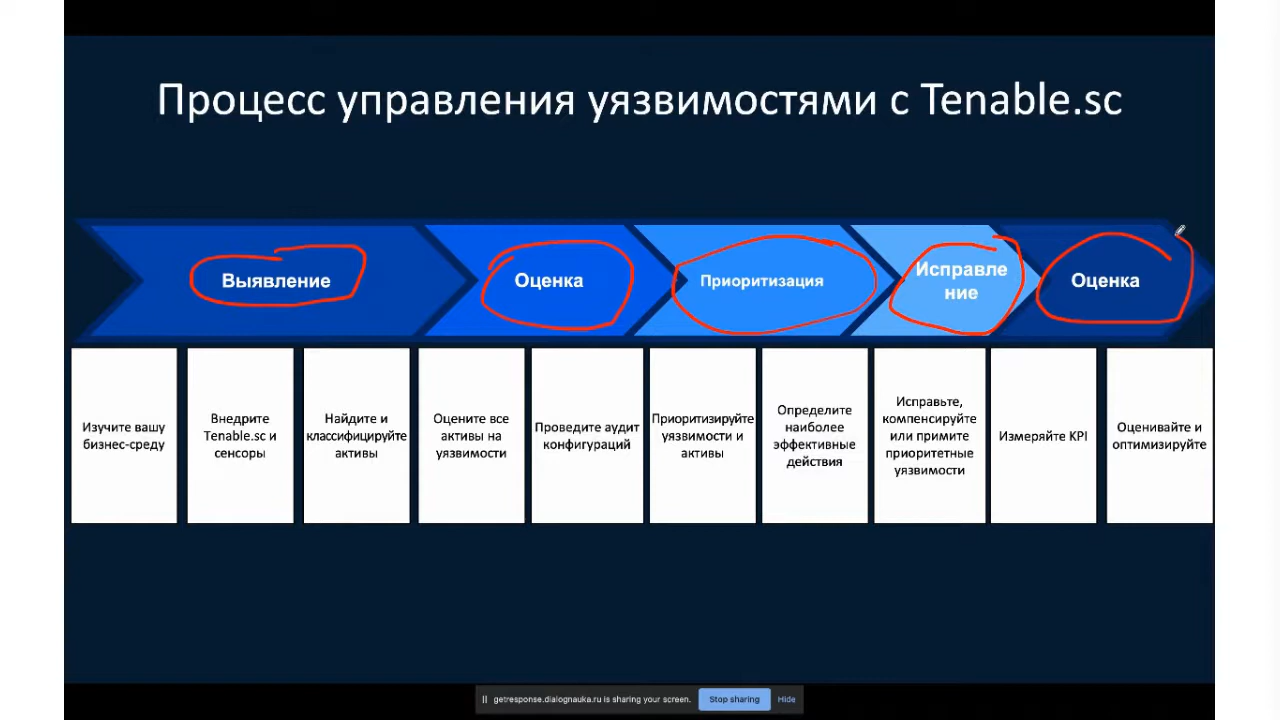 Процесс управления уязвимостями с Tenable.sc
Выявление
Оценка
Приоритизация
Исправле
ние
Оценка
Изучите вашу
бизнес-среду
Внедрите
Tenable.sc и
сенсоры
Найдите и
классифицируйте
активы
Оцените все
активы на
уязвимости
Проведите аудит
конфигураций
Приоритизируйте
уязвимости и
активы
Определите
наиболее
эффективные
действия
Исправьте,
компенсируйте
или примите
приоритетные
уязвимости
Измеряйте KPI
Оценивайте и
оптимизируйте
getresponse.dialognauka.ru is sharing your screen.
Stop sharing
Hide